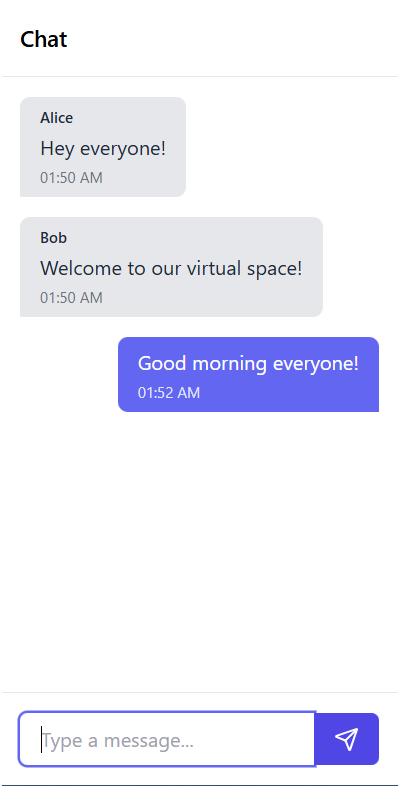 Chat
Alice
Hey everyone!
01:50 AM
Bob
Welcome to our virtual space!
01:50 AM
Good morning everyone!
01:52 AM
Type a message...